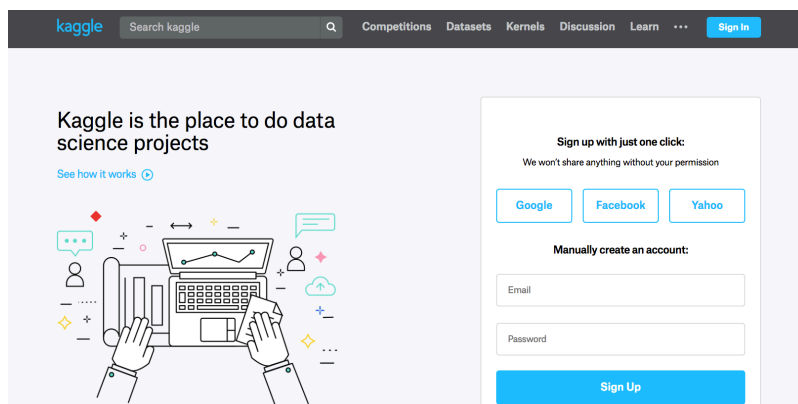 kaggle
Search kaggle
Competitions Datasets Kernels Discussion Learn ••• Sign In
Kaggle is the place to do data
science projects
See how it works
Sign up with just one click:
We won't share anything without your permission
Google Facebook Yahoo
Manually create an account:
Email
Password
Sign Up